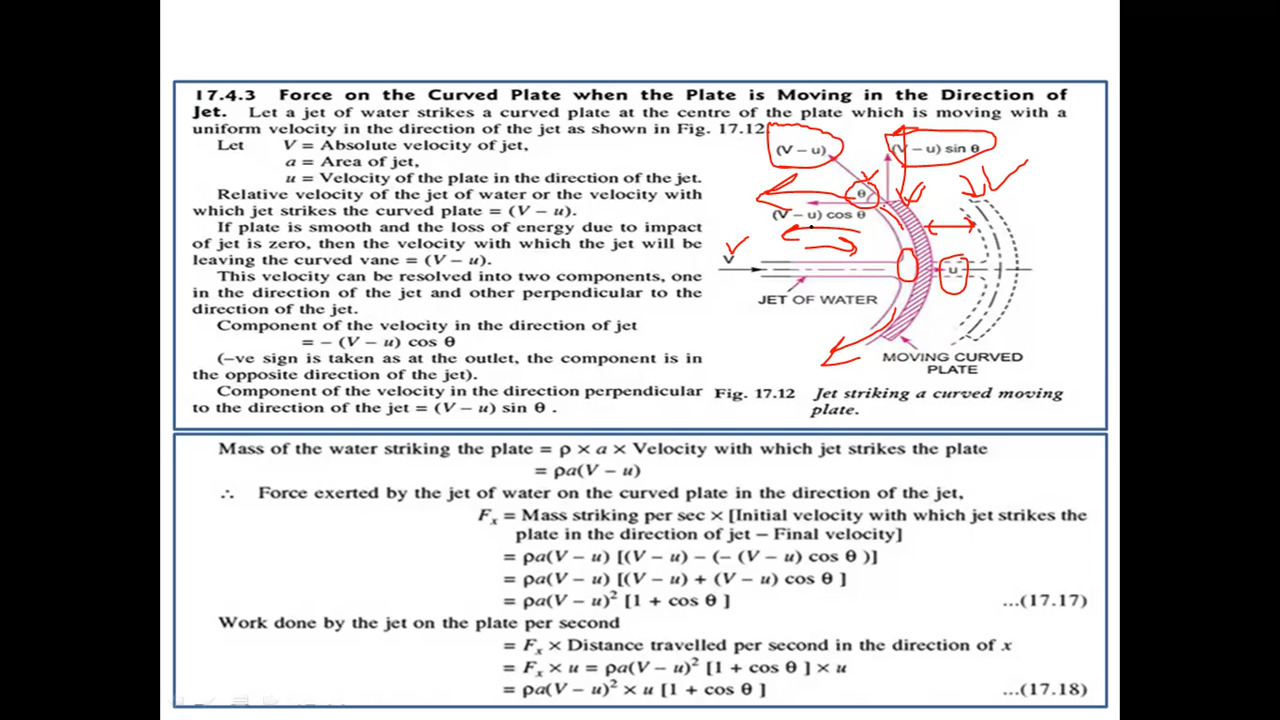 17.4.3 Force on the Curved Plate when the Plate is Moving in the Direction of
Jet. Let a jet of water strikes a curved plate at the centre of the plate which is moving with a
uniform velocity in the direction of the jet as shown in Fig. 17.12.
Let V = Absolute velocity of jet,
a = Area of jet,
u = Velocity of the plate in the direction of the jet.
Relative velocity of the jet of water or the velocity with
which jet strikes the curved plate = (V – u).
If plate is smooth and the loss of energy due to impact
of jet is zero, then the velocity with which the jet will be
leaving the curved vane = (V – u).
This velocity can be resolved into two components, one
in the direction of the jet and other perpendicular to the
direction of the jet.
Component of the velocity in the direction of jet
= – (V – u) cos θ
(–ve sign is taken as at the outlet, the component is in
the opposite direction of the jet).
Component of the velocity in the direction perpendicular
to the direction of the jet = (V – u) sin θ .
(V – u)
(V – u) sin θ
θ
(V – u) cos θ
V
u
JET OF WATER
MOVING CURVED
PLATE
Fig. 17.12 Jet striking a curved moving
plate.
Mass of the water striking the plate = ρ × a × Velocity with which jet strikes the plate
= ρa(V – u)
∴ Force exerted by the jet of water on the curved plate in the direction of the jet,
Fₓ = Mass striking per sec × [Initial velocity with which jet strikes the
plate in the direction of jet – Final velocity]
= ρa(V – u) [(V – u) – (– (V – u) cos θ )]
= ρa(V – u) [(V – u) + (V – u) cos θ ]
= ρa(V – u)² [1 + cos θ ] ...(17.17)
Work done by the jet on the plate per second
= Fₓ × Distance travelled per second in the direction of x
= Fₓ × u = ρa(V – u)² [1 + cos θ ] × u
= ρa(V – u)² × u [1 + cos θ ] ...(17.18)